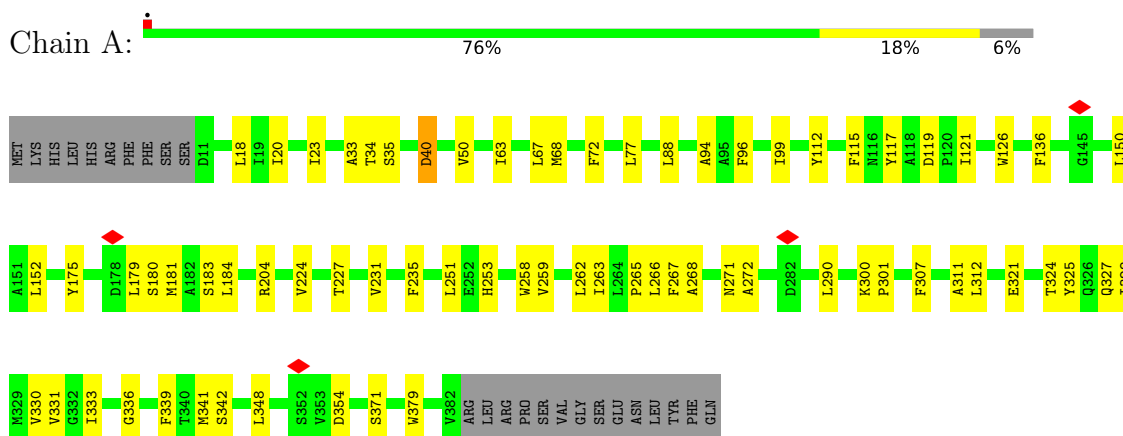 Chain A:
76% 18% 6%
MET LYS HIS LEU HIS ARG PHE PHE SER SER D11 L18 I19 I20 I23 A33 T34 S35 D40 V50 I63 L67 M68 F72 L77 L88 A94 A95 F96 I99 Y112 F115 N116 Y117 A118 D119 P120 I121 W126 F136 G145 L150
A151 L152 Y175 D178 L179 S180 M181 A182 S183 L184 R204 V224 T227 V231 F235 L251 E252 H253 W258 V259 L262 I263 L264 P265 L266 F267 A268 N271 A272 D282 L290 K300 P301 F307 A311 L312 E321 T324 Y325 Q326 Q327
M329 V330 V331 G332 I333 G336 F339 T340 M341 S342 L348 S352 V353 D354 S371 W379 V382 ARG LEU ARG PRO SER VAL GLY SER GLU ASN LEU TYR PHE GLN